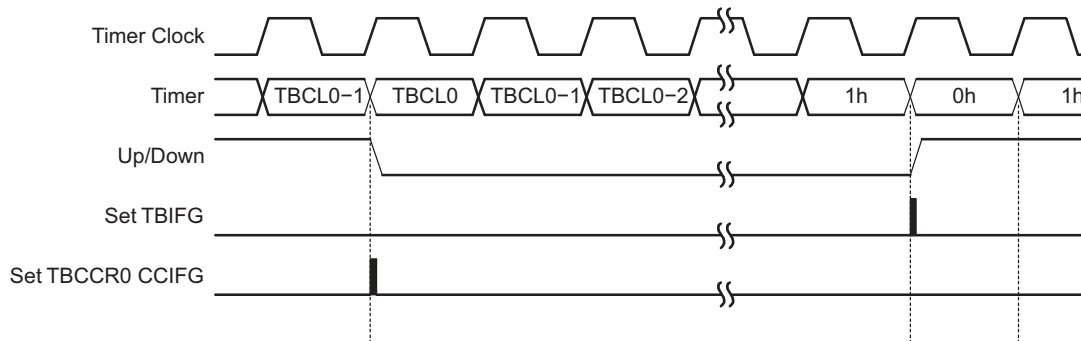 Timer Clock
Timer TBCL0−1 TBCL0 TBCL0−1 TBCL0−2 1h 0h 1h
Up/Down
Set TBIFG
Set TBCCR0 CCIFG